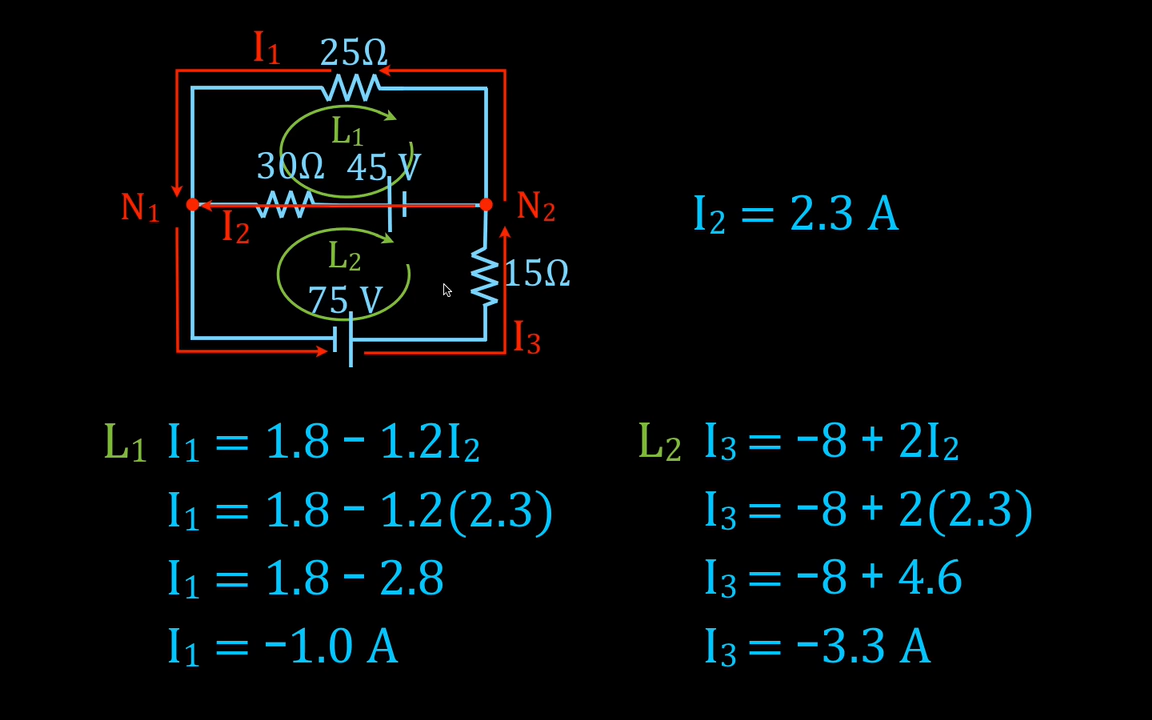 I₁ 25Ω
L₁
30Ω 45 V
N₁ N₂
I₂
I₂ = 2.3 A
L₂
15Ω
75 V
I₃
L₁ I₁ = 1.8 − 1.2I₂
I₁ = 1.8 − 1.2(2.3)
I₁ = 1.8 − 2.8
I₁ = −1.0 A
L₂ I₃ = −8 + 2I₂
I₃ = −8 + 2(2.3)
I₃ = −8 + 4.6
I₃ = −3.3 A